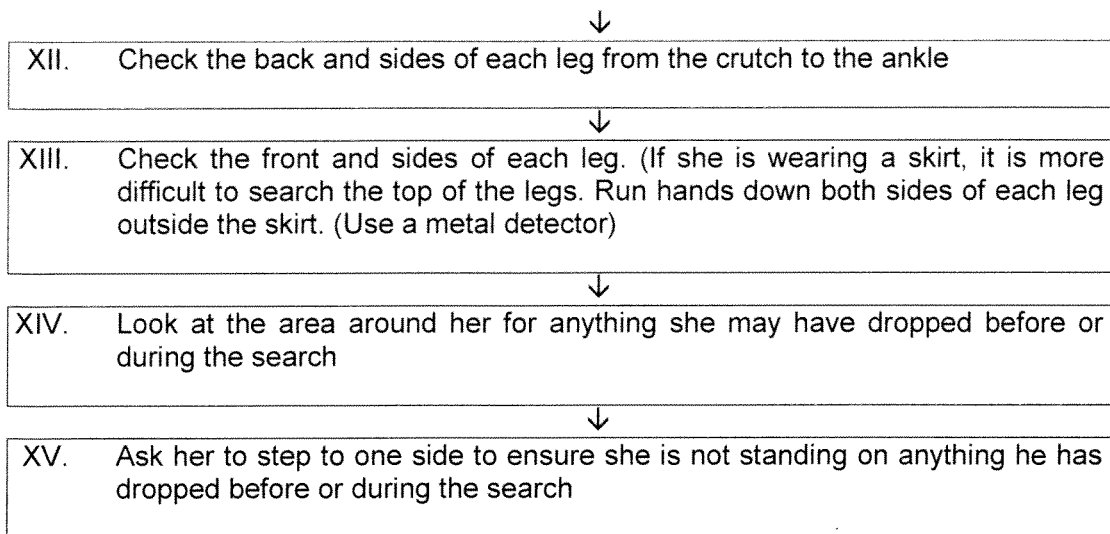 ↓
XII. Check the back and sides of each leg from the crutch to the ankle
↓
XIII. Check the front and sides of each leg. (If she is wearing a skirt, it is more
difficult to search the top of the legs. Run hands down both sides of each leg
outside the skirt. (Use a metal detector)
↓
XIV. Look at the area around her for anything she may have dropped before or
during the search
↓
XV. Ask her to step to one side to ensure she is not standing on anything he has
dropped before or during the search